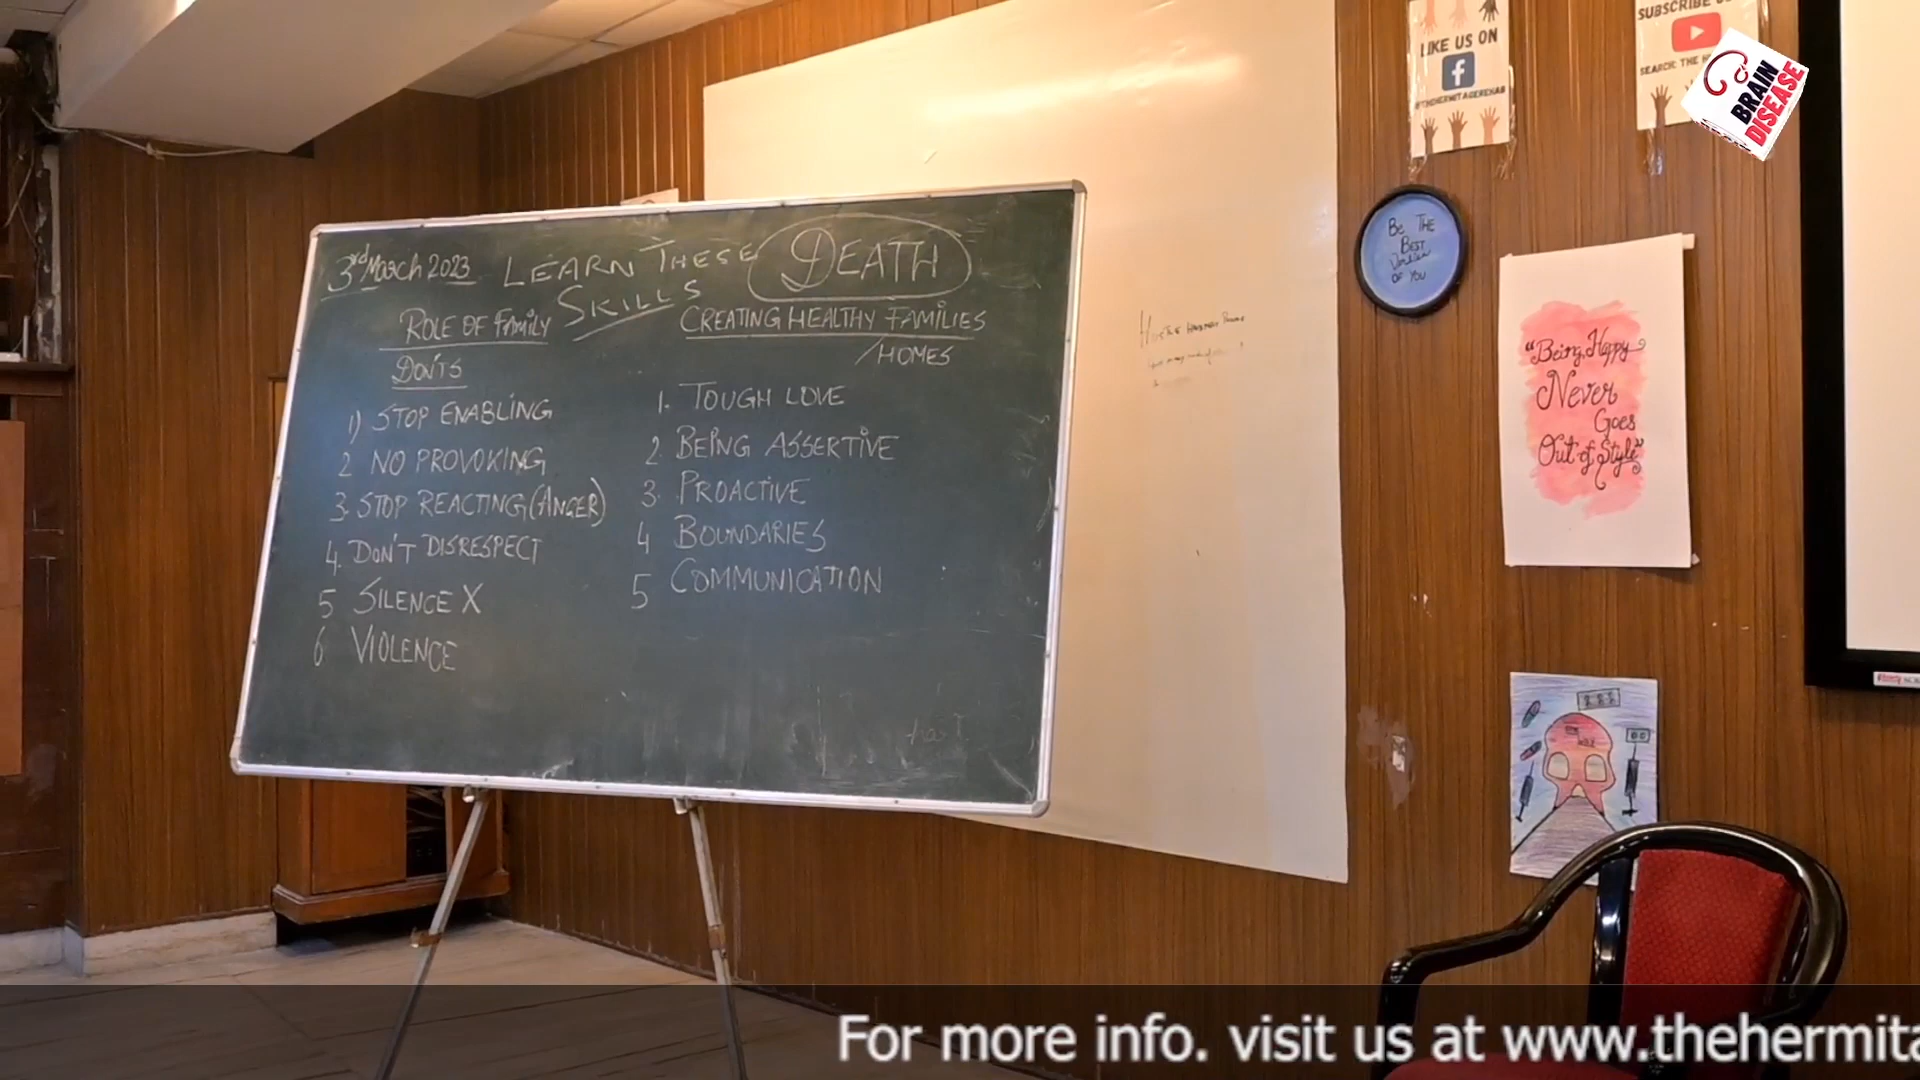 3rd March 2023 LEARN THESE DEATH
SKILLS
ROLE OF FAMILY
DON'TS
1) STOP ENABLING
2 NO PROVOKING
3. STOP REACTING (ANGER)
4. DON'T DISRESPECT
5 SILENCE X
6 VIOLENCE
CREATING HEALTHY FAMILIES
/HOMES
1. TOUGH LOVE
2. BEING ASSERTIVE
3. PROACTIVE
4 BOUNDARIES
5 COMMUNICATION
LIKE US ON
f
@THEHERMITAGEREHAB
SUBSCRIBE
SEARCH: THE
BRAIN
DISEASE
Be THE
BEST
Version
OF YOU
"Being Happy
Never
Goes
Out of Style"
For more info. visit us at www.thehermita